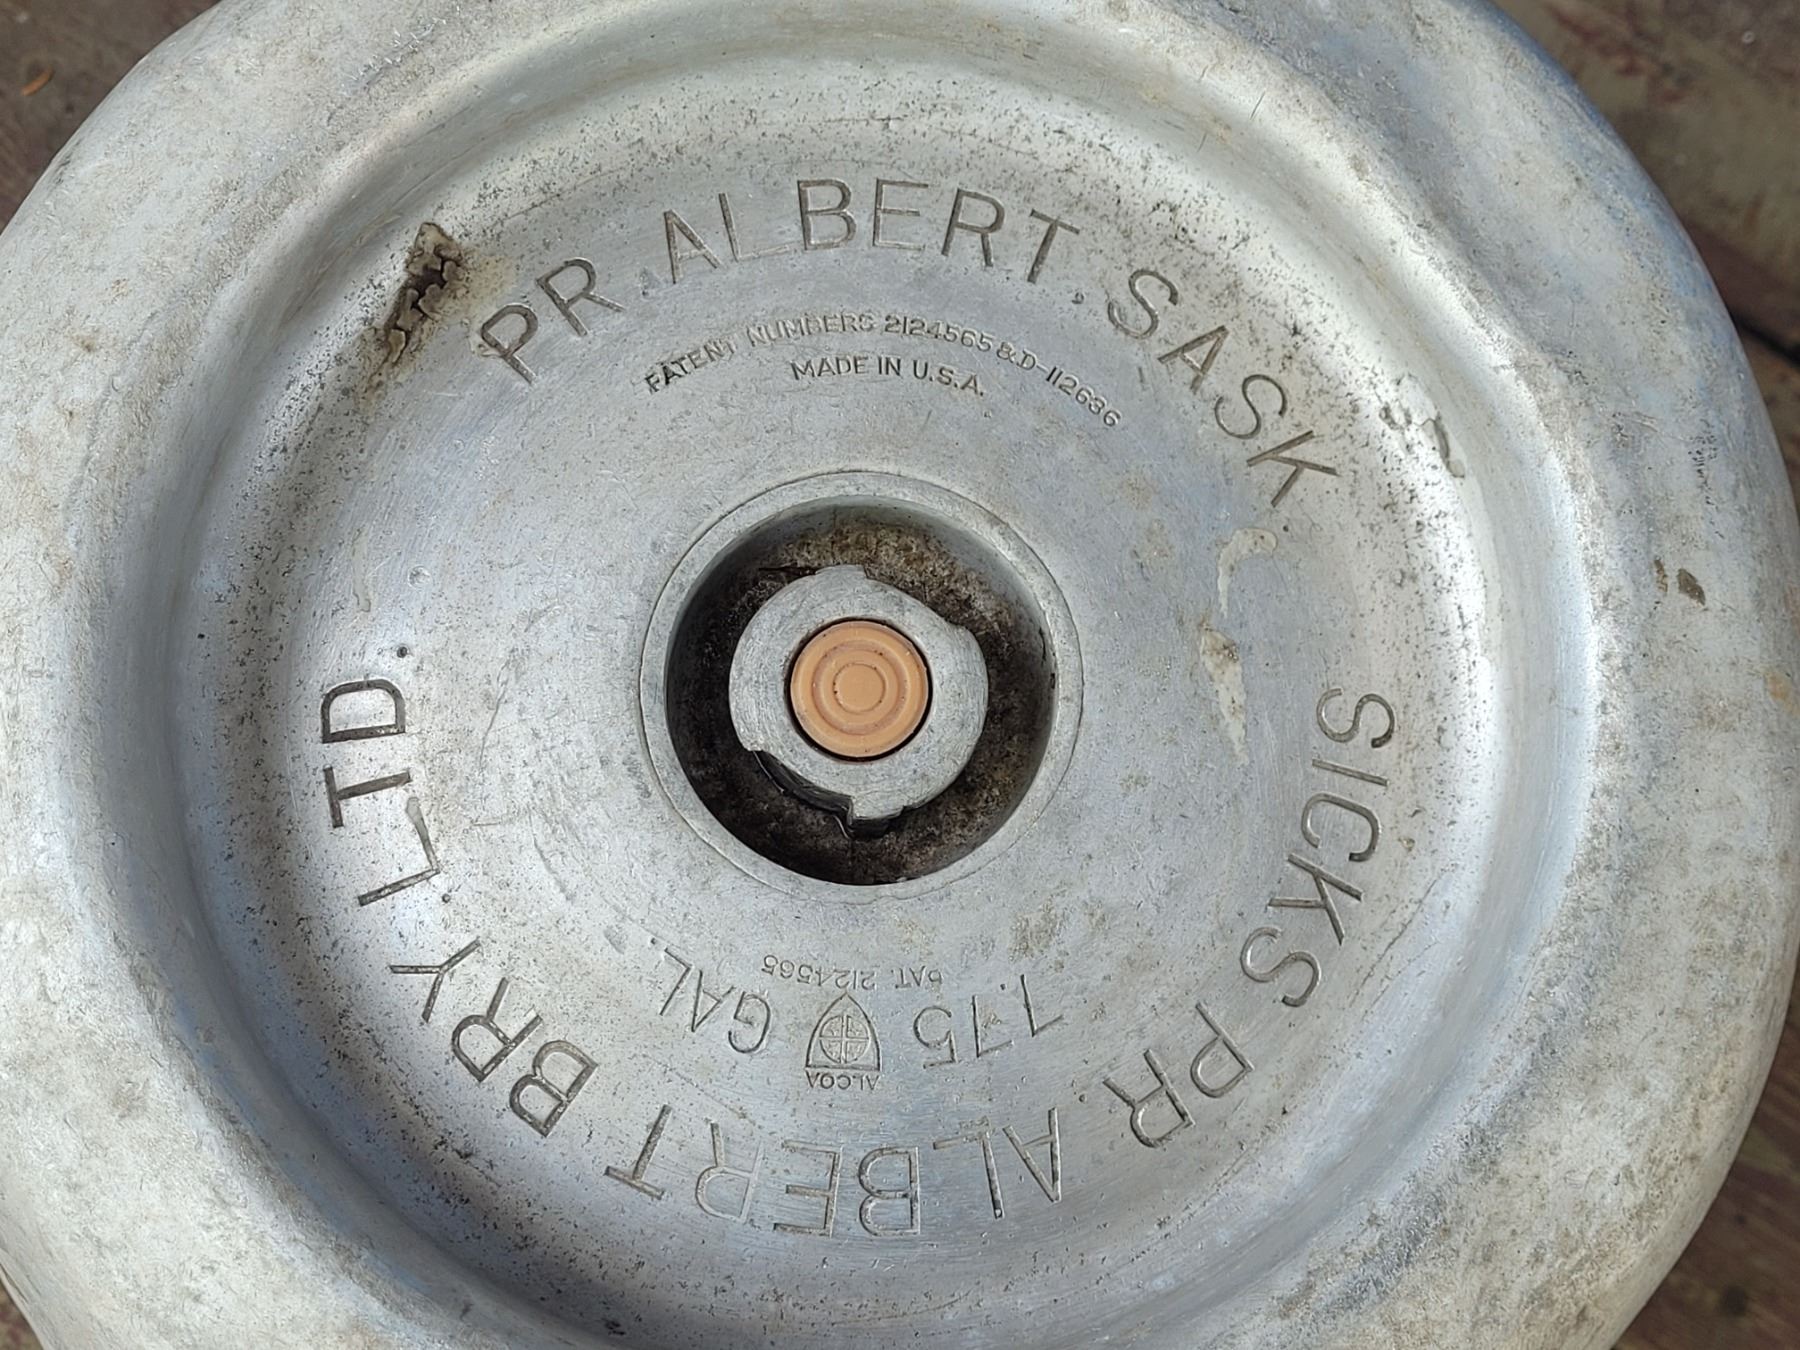 PR ALBERT, SASK.
PATENT NUMBERS 2124565 & D-112636
MADE IN U.S.A.
SICKS PR ALBERT BRY LTD.
7.75 GAL.
PAT. 2124565
ALCOA